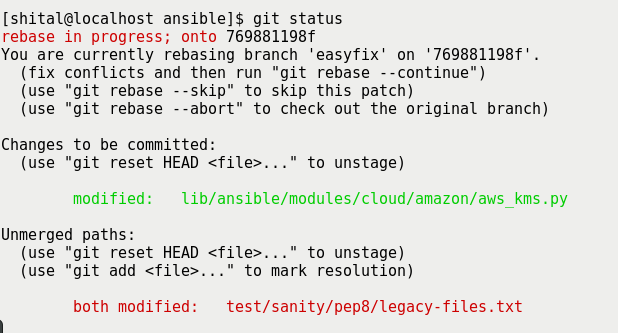 [shital@localhost ansible]$ git status
rebase in progress; onto 769881198f
You are currently rebasing branch 'easyfix' on '769881198f'.
  (fix conflicts and then run "git rebase --continue")
  (use "git rebase --skip" to skip this patch)
  (use "git rebase --abort" to check out the original branch)

Changes to be committed:
  (use "git reset HEAD <file>..." to unstage)

        modified:   lib/ansible/modules/cloud/amazon/aws_kms.py

Unmerged paths:
  (use "git reset HEAD <file>..." to unstage)
  (use "git add <file>..." to mark resolution)

        both modified:   test/sanity/pep8/legacy-files.txt